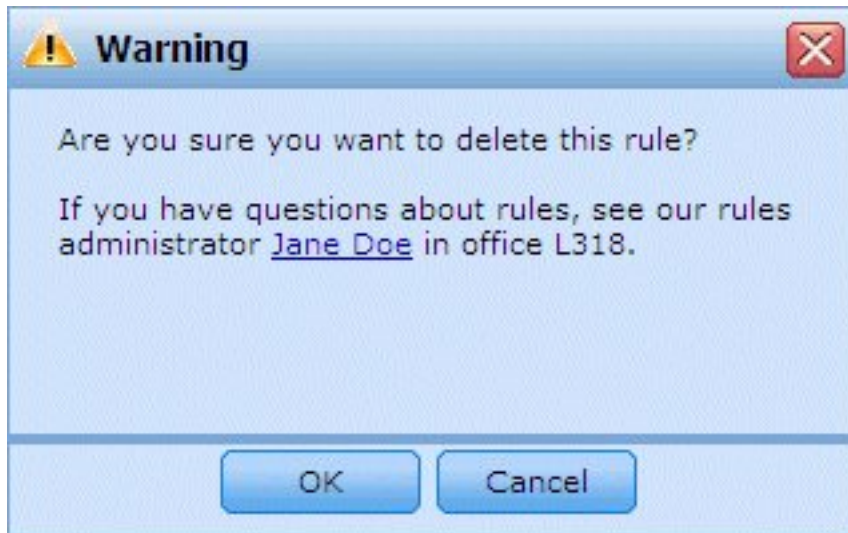 Warning
Are you sure you want to delete this rule?
If you have questions about rules, see our rules
administrator Jane Doe in office L318.
OK Cancel